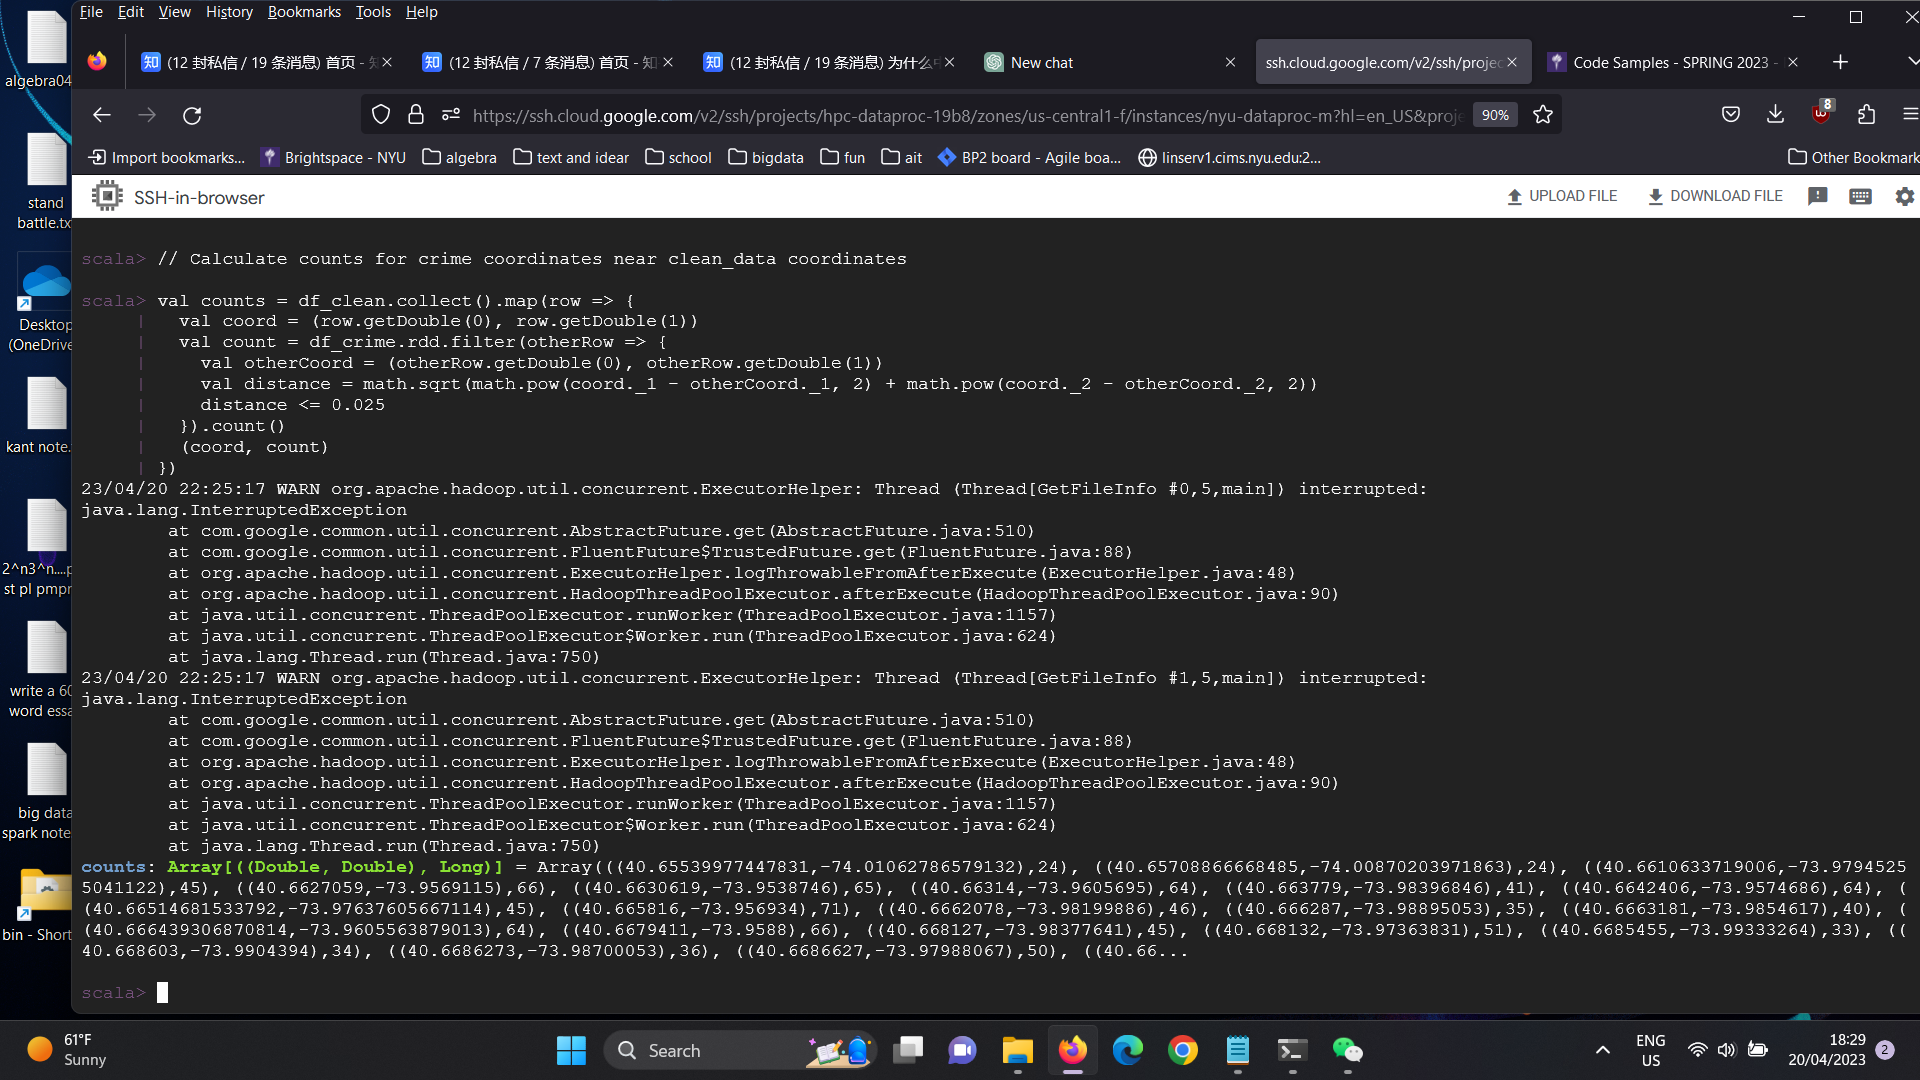 File Edit View History Bookmarks Tools Help
(12 封私信 / 19 条消息) 首页 - 知
(12 封私信 / 7 条消息) 首页 - 知
(12 封私信 / 19 条消息) 为什么
New chat
ssh.cloud.google.com/v2/ssh/projec
Code Samples - SPRING 2023 -
https://ssh.cloud.google.com/v2/ssh/projects/hpc-dataproc-19b8/zones/us-central1-f/instances/nyu-dataproc-m?hl=en_US&proje
90%
8
Import bookmarks... Brightspace - NYU algebra text and idear school bigdata fun ait BP2 board - Agile boa... linserv1.cims.nyu.edu:2... Other Bookmark
SSH-in-browser
UPLOAD FILE DOWNLOAD FILE
scala> // Calculate counts for crime coordinates near clean_data coordinates
scala> val counts = df_clean.collect().map(row => {
| val coord = (row.getDouble(0), row.getDouble(1))
| val count = df_crime.rdd.filter(otherRow => {
| val otherCoord = (otherRow.getDouble(0), otherRow.getDouble(1))
| val distance = math.sqrt(math.pow(coord._1 - otherCoord._1, 2) + math.pow(coord._2 - otherCoord._2, 2))
| distance <= 0.025
| }).count()
| (coord, count)
| })
23/04/20 22:25:17 WARN org.apache.hadoop.util.concurrent.ExecutorHelper: Thread (Thread[GetFileInfo #0,5,main]) interrupted:
java.lang.InterruptedException
at com.google.common.util.concurrent.AbstractFuture.get(AbstractFuture.java:510)
at com.google.common.util.concurrent.FluentFuture$TrustedFuture.get(FluentFuture.java:88)
at org.apache.hadoop.util.concurrent.ExecutorHelper.logThrowableFromAfterExecute(ExecutorHelper.java:48)
at org.apache.hadoop.util.concurrent.HadoopThreadPoolExecutor.afterExecute(HadoopThreadPoolExecutor.java:90)
at java.util.concurrent.ThreadPoolExecutor.runWorker(ThreadPoolExecutor.java:1157)
at java.util.concurrent.ThreadPoolExecutor$Worker.run(ThreadPoolExecutor.java:624)
at java.lang.Thread.run(Thread.java:750)
23/04/20 22:25:17 WARN org.apache.hadoop.util.concurrent.ExecutorHelper: Thread (Thread[GetFileInfo #1,5,main]) interrupted:
java.lang.InterruptedException
at com.google.common.util.concurrent.AbstractFuture.get(AbstractFuture.java:510)
at com.google.common.util.concurrent.FluentFuture$TrustedFuture.get(FluentFuture.java:88)
at org.apache.hadoop.util.concurrent.ExecutorHelper.logThrowableFromAfterExecute(ExecutorHelper.java:48)
at org.apache.hadoop.util.concurrent.HadoopThreadPoolExecutor.afterExecute(HadoopThreadPoolExecutor.java:90)
at java.util.concurrent.ThreadPoolExecutor.runWorker(ThreadPoolExecutor.java:1157)
at java.util.concurrent.ThreadPoolExecutor$Worker.run(ThreadPoolExecutor.java:624)
at java.lang.Thread.run(Thread.java:750)
counts: Array[((Double, Double), Long)] = Array(((40.65539977447831,-74.01062786579132),24), ((40.65708866668485,-74.00870203971863),24), ((40.6610633719006,-73.9794525
5041122),45), ((40.6627059,-73.9569115),66), ((40.6630619,-73.9538746),65), ((40.66314,-73.9605695),64), ((40.663779,-73.98396846),41), ((40.6642406,-73.9574686),64), (
(40.66514681533792,-73.97637605667114),45), ((40.665816,-73.956934),71), ((40.6662078,-73.98199886),46), ((40.666287,-73.98895053),35), ((40.6663181,-73.9854617),40), (
(40.666439306870814,-73.9605563879013),64), ((40.6679411,-73.9588),66), ((40.668127,-73.98377641),45), ((40.668132,-73.97363831),51), ((40.6685455,-73.99333264),33), ((
40.668603,-73.9904394),34), ((40.6686273,-73.98700053),36), ((40.6686627,-73.97988067),50), ((40.66...
scala>
algebra04
stand
battle.tx
Desktop
(OneDrive
kant note.
2^n3^n....p
st pl pmpr
write a 60
word essa
big data
spark note
bin - Short
61°F
Sunny
Search
ENG
US
18:29
20/04/2023
2